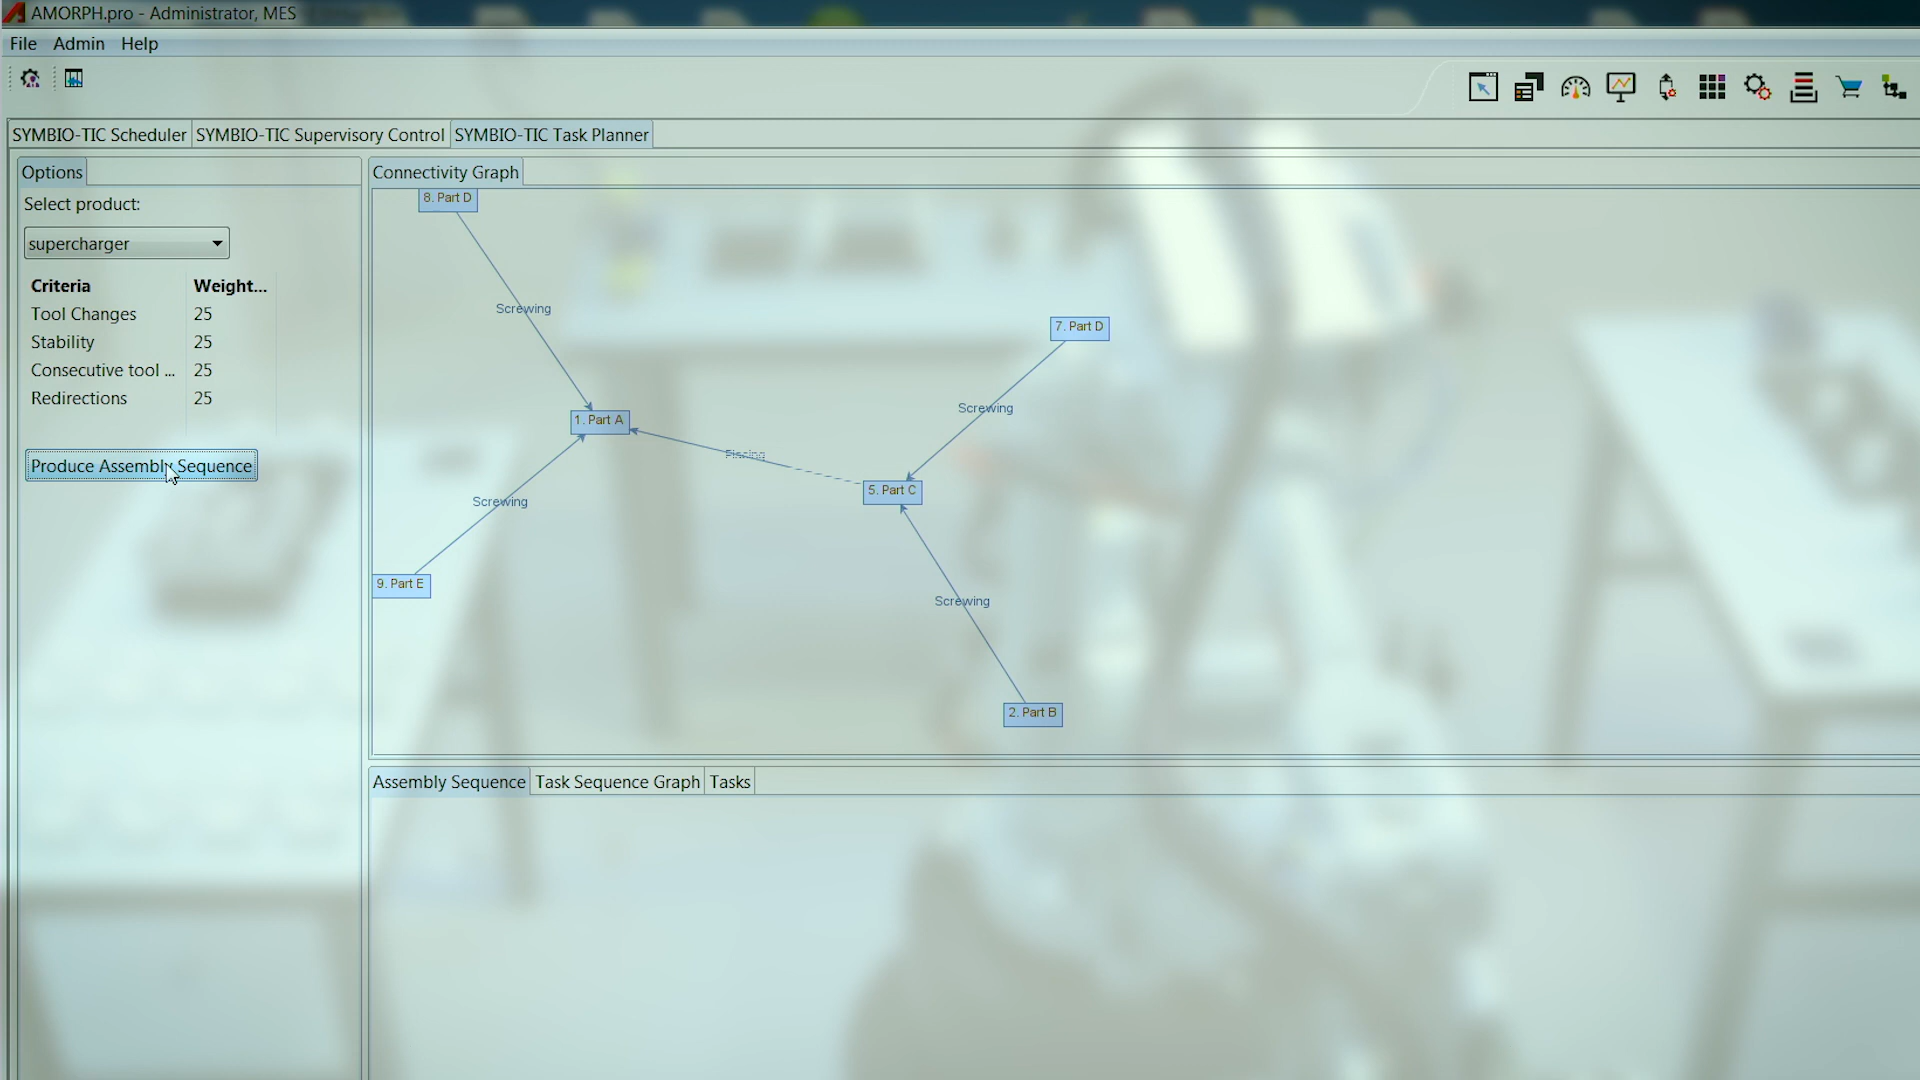 AMORPH.pro - Administrator, MES
File Admin Help
SYMBIO-TIC Scheduler SYMBIO-TIC Supervisory Control SYMBIO-TIC Task Planner
Options
Connectivity Graph
Select product:
supercharger
Criteria Weight...
Tool Changes 25
Stability 25
Consecutive tool ... 25
Redirections 25
Produce Assembly Sequence
8. Part D
Screwing
7. Part D
Screwing
1. Part A
5. Part C
Screwing
9. Part E
Screwing
2. Part B
Assembly Sequence Task Sequence Graph Tasks